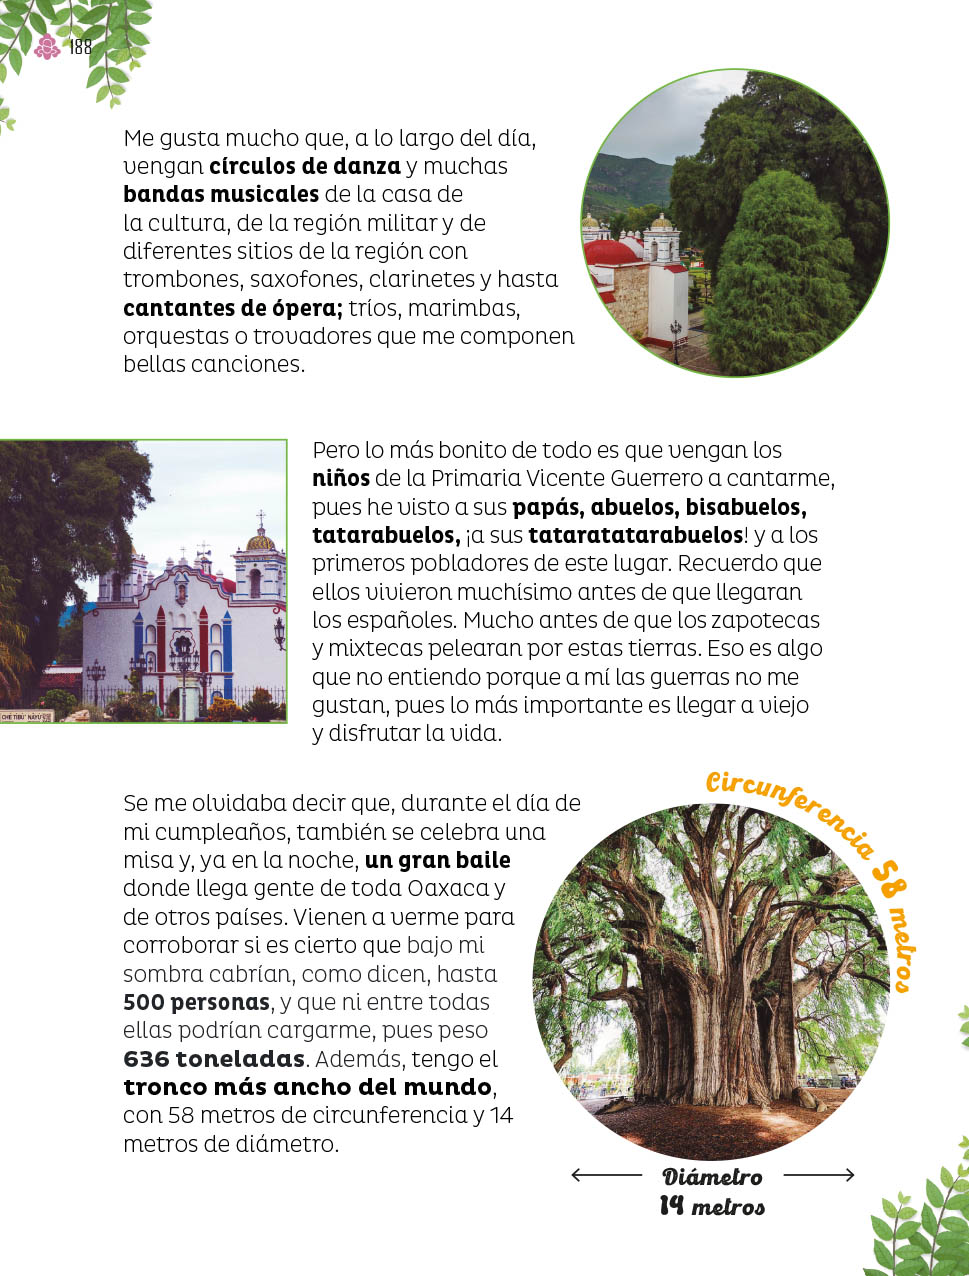 188
Me gusta mucho que, a lo largo del día,
vengan círculos de danza y muchas
bandas musicales de la casa de
la cultura, de la región militar y de
diferentes sitios de la región con
trombones, saxofones, clarinetes y hasta
cantantes de ópera; tríos, marimbas,
orquestas o trovadores que me componen
bellas canciones.
Pero lo más bonito de todo es que vengan los
niños de la Primaria Vicente Guerrero a cantarme,
pues he visto a sus papás, abuelos, bisabuelos,
tatarabuelos, ¡a sus tataratatarabuelos! y a los
primeros pobladores de este lugar. Recuerdo que
ellos vivieron muchísimo antes de que llegaran
los españoles. Mucho antes de que los zapotecas
y mixtecas pelearan por estas tierras. Eso es algo
que no entiendo porque a mí las guerras no me
gustan, pues lo más importante es llegar a viejo
y disfrutar la vida.
Se me olvidaba decir que, durante el día de
mi cumpleaños, también se celebra una
misa y, ya en la noche, un gran baile
donde llega gente de toda Oaxaca y
de otros países. Vienen a verme para
corroborar si es cierto que bajo mi
sombra cabrían, como dicen, hasta
500 personas, y que ni entre todas
ellas podrían cargarme, pues peso
636 toneladas. Además, tengo el
tronco más ancho del mundo,
con 58 metros de circunferencia y 14
metros de diámetro.
Circunferencia 58 metros
Diámetro
14 metros